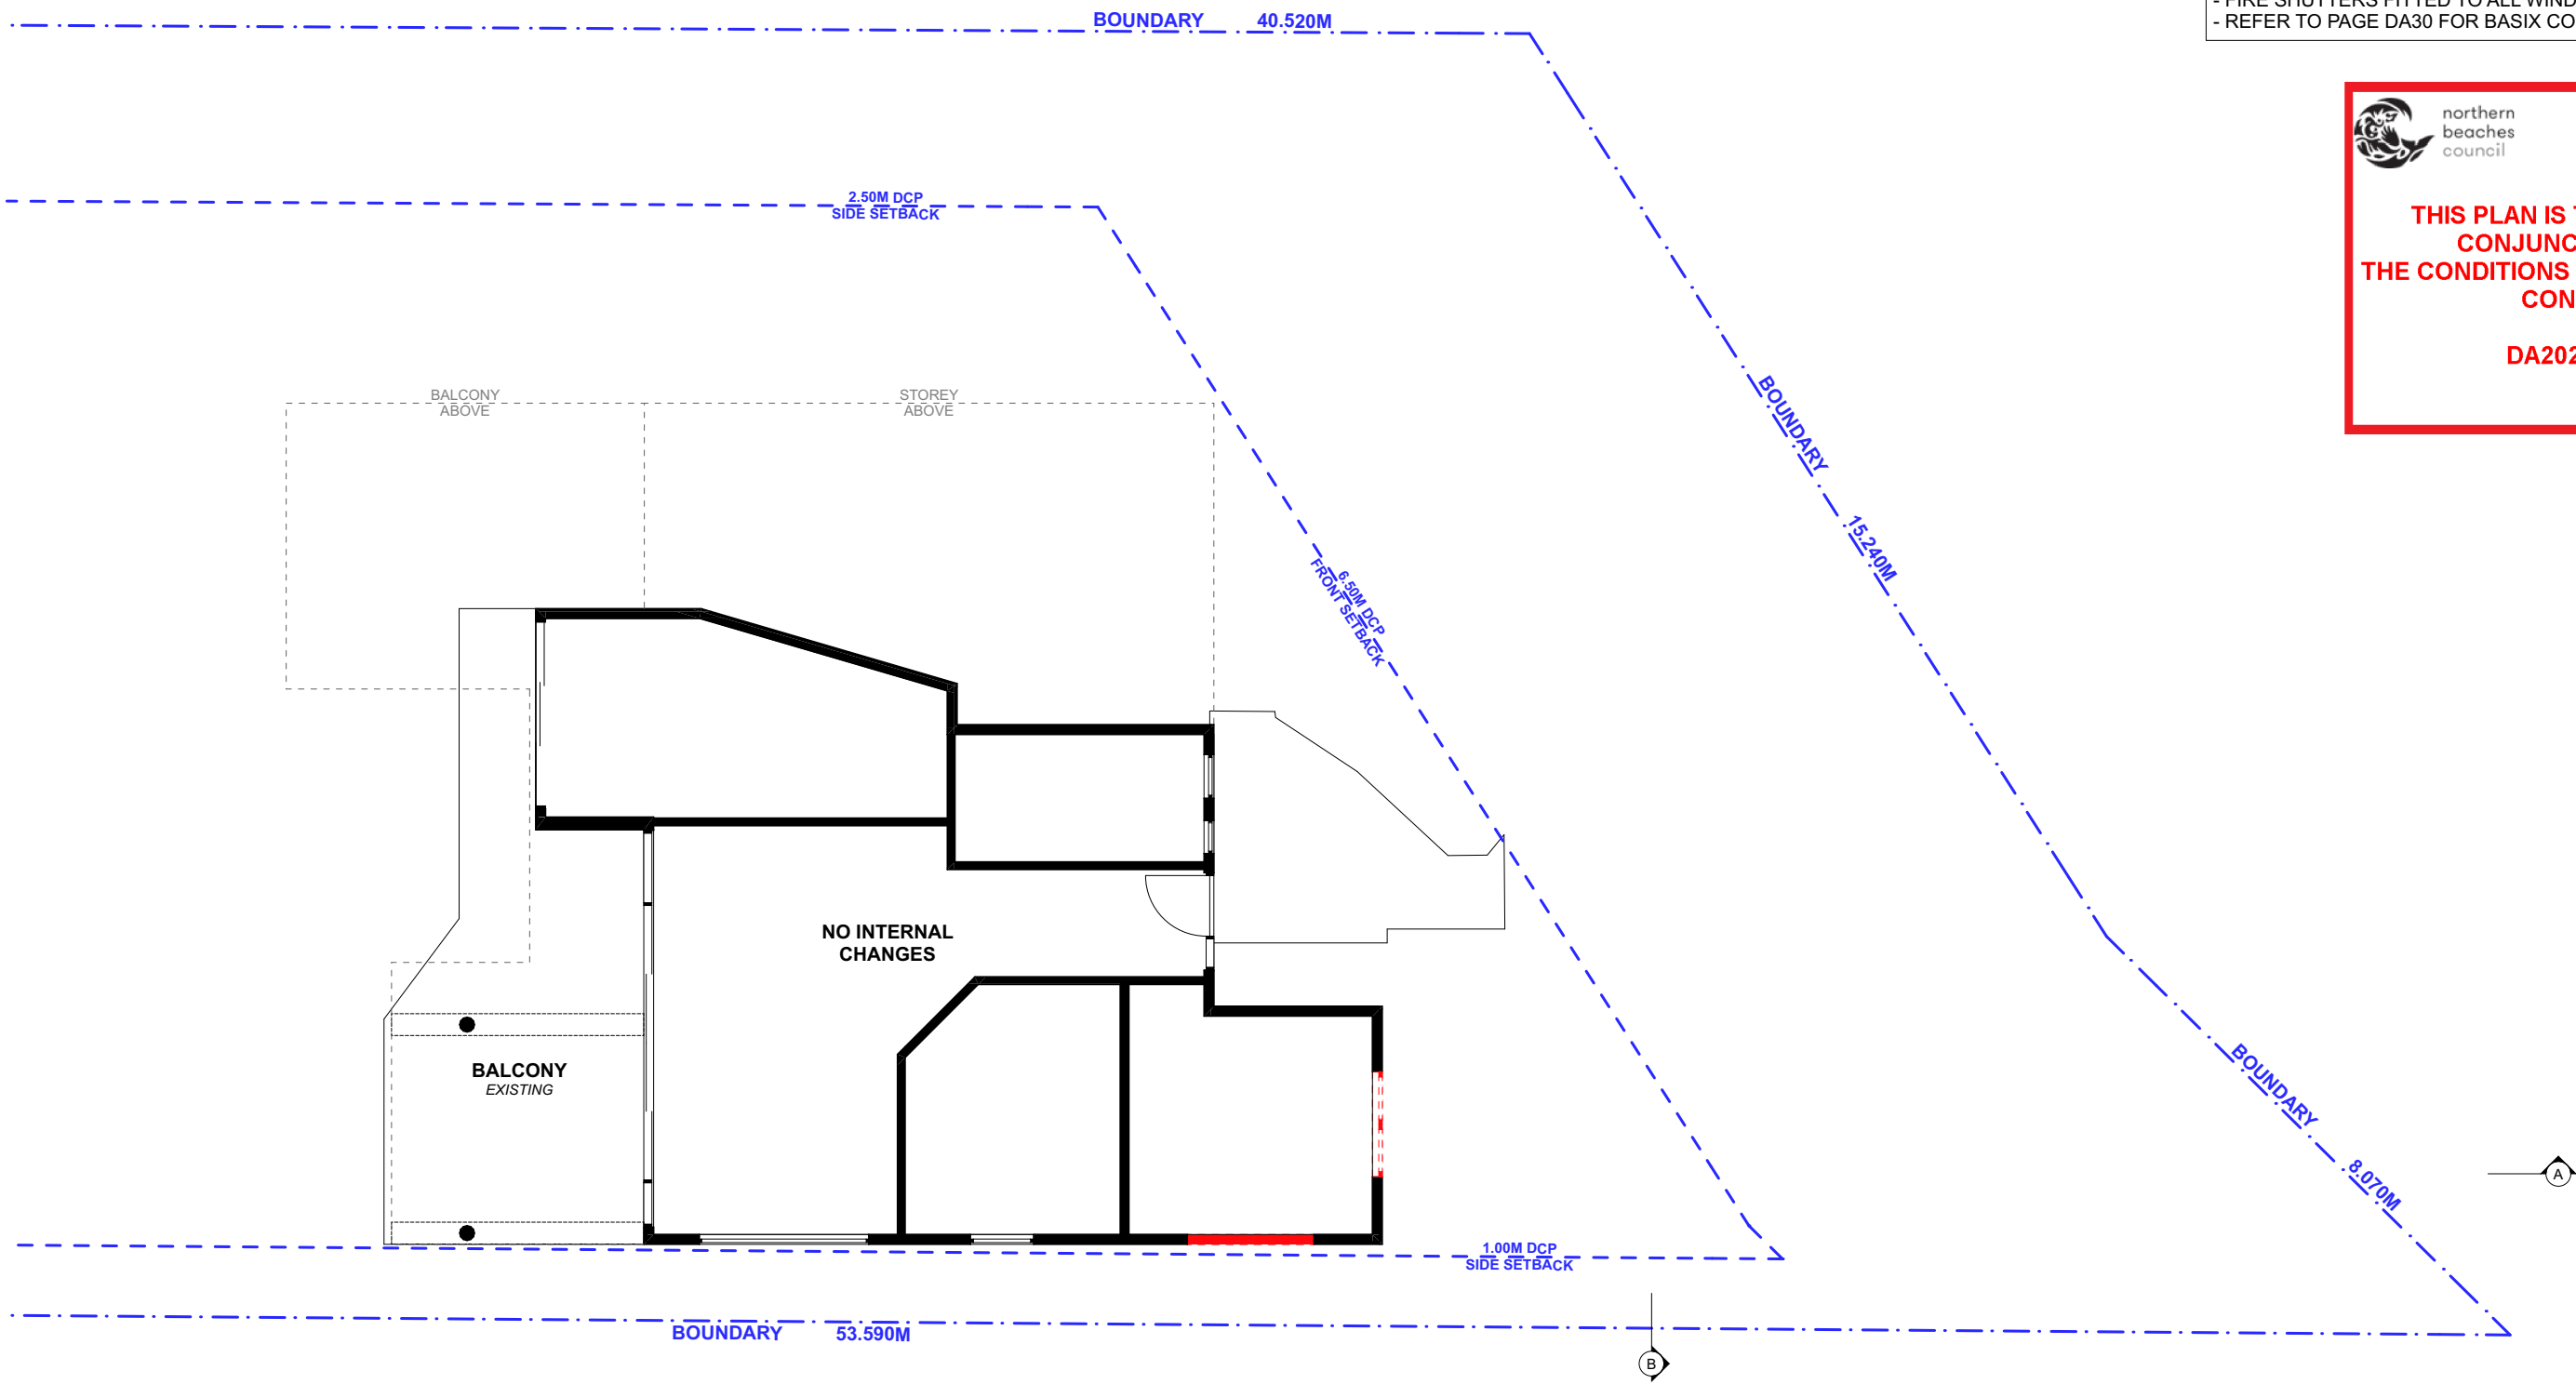 - FIRE SHUTTERS FITTED TO ALL WIND
- REFER TO PAGE DA30 FOR BASIX CO
BOUNDARY 40.520M
northern
beaches
council
THIS PLAN IS
CONJUNC
THE CONDITIONS
CON
DA202
2.50M DCP
SIDE SETBACK
BALCONY
ABOVE
STOREY
ABOVE
BOUNDARY 15.240M
6.50M DCP
FRONT SETBACK
NO INTERNAL
CHANGES
BALCONY
EXISTING
BOUNDARY 8.070M
A
1.00M DCP
SIDE SETBACK
BOUNDARY 53.590M
B